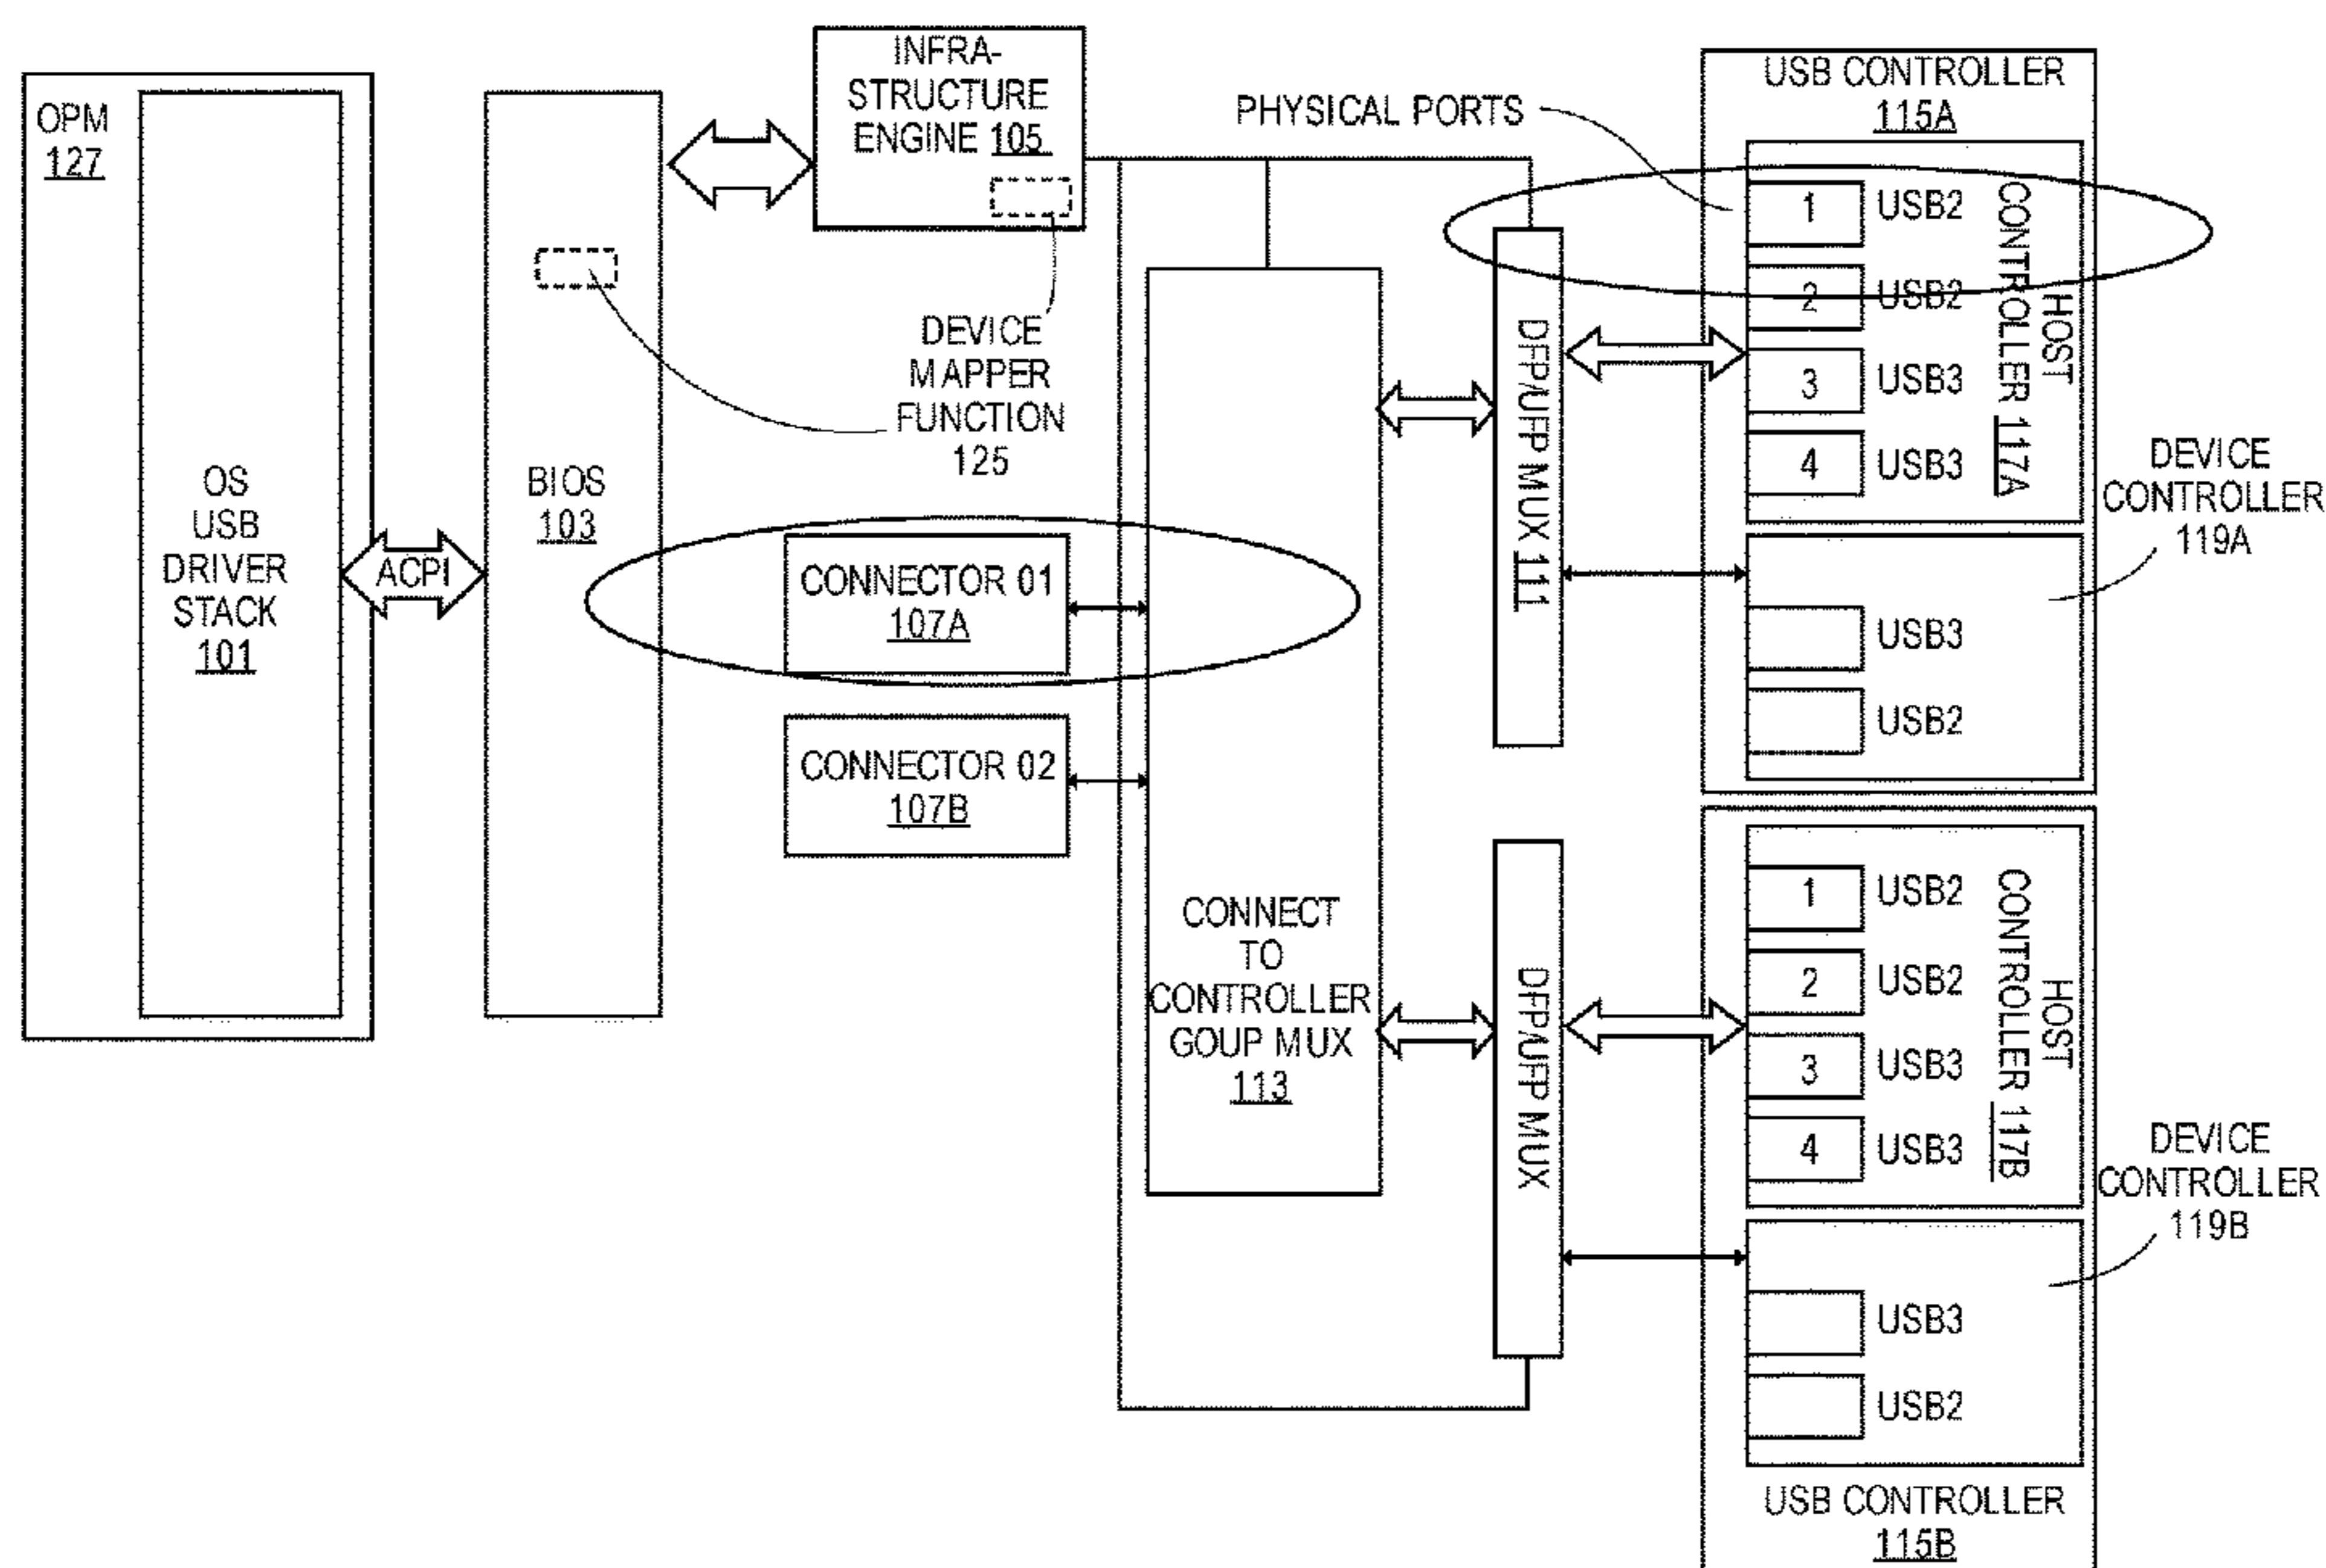 OPM
127
OS
USB
DRIVER
STACK
101
ACPI
BIOS
103
INFRA-
STRUCTURE
ENGINE 105
DEVICE
MAPPER
FUNCTION
125
CONNECTOR 01
107A
CONNECTOR 02
107B
CONNECT
TO
CONTROLLER
GOUP MUX
113
PHYSICAL PORTS
DFP/UFP MUX 111
DFP/UFP MUX
USB CONTROLLER
115A
1 USB2
2 USB2
3 USB3
4 USB3
HOST
CONTROLLER 117A
DEVICE
CONTROLLER
119A
USB3
USB2
1 USB2
2 USB2
3 USB3
4 USB3
HOST
CONTROLLER 117B
DEVICE
CONTROLLER
119B
USB3
USB2
USB CONTROLLER
115B